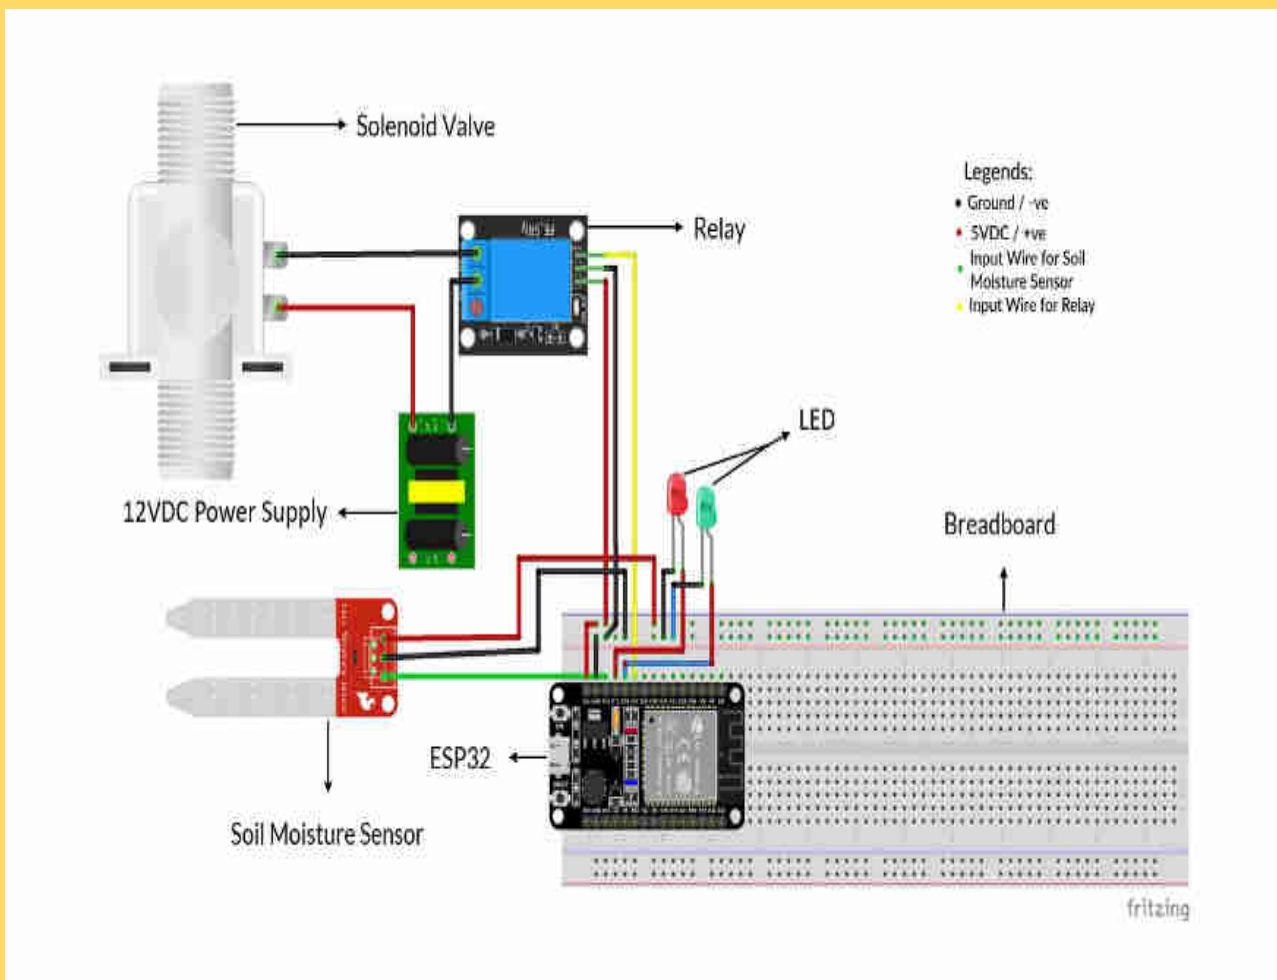 Solenoid Valve
Legends:
Ground / -ve
5VDC / +ve
Input Wire for Soil
Moisture Sensor
Input Wire for Relay
Relay
LED
12VDC Power Supply
Breadboard
ESP32
Soil Moisture Sensor
fritzing